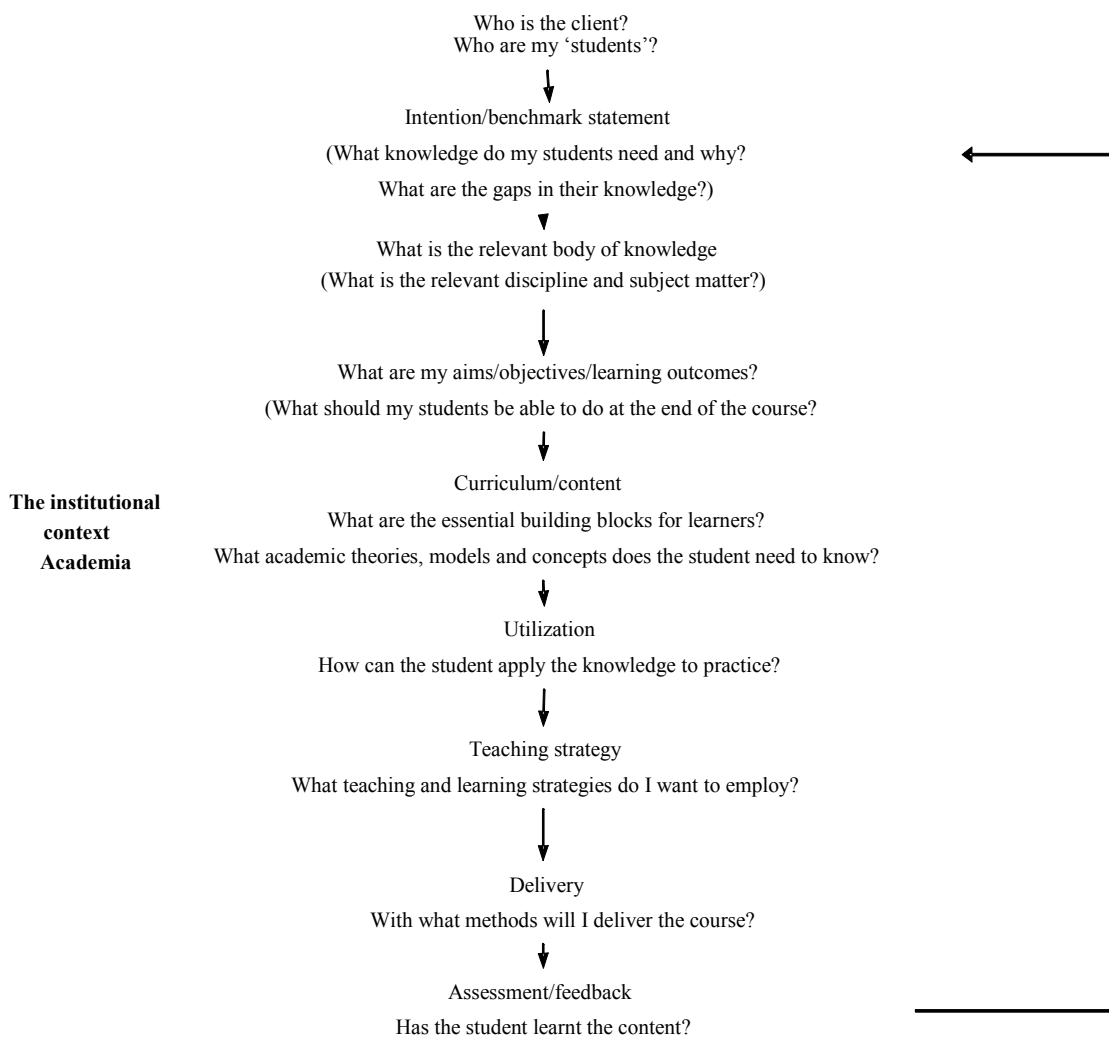 Who is the client?
Who are my ‘students’?
Intention/benchmark statement
(What knowledge do my students need and why?
What are the gaps in their knowledge?)
What is the relevant body of knowledge
(What is the relevant discipline and subject matter?)
What are my aims/objectives/learning outcomes?
(What should my students be able to do at the end of the course?
Curriculum/content
The institutional
context
Academia
What are the essential building blocks for learners?
What academic theories, models and concepts does the student need to know?
Utilization
How can the student apply the knowledge to practice?
Teaching strategy
What teaching and learning strategies do I want to employ?
Delivery
With what methods will I deliver the course?
Assessment/feedback
Has the student learnt the content?